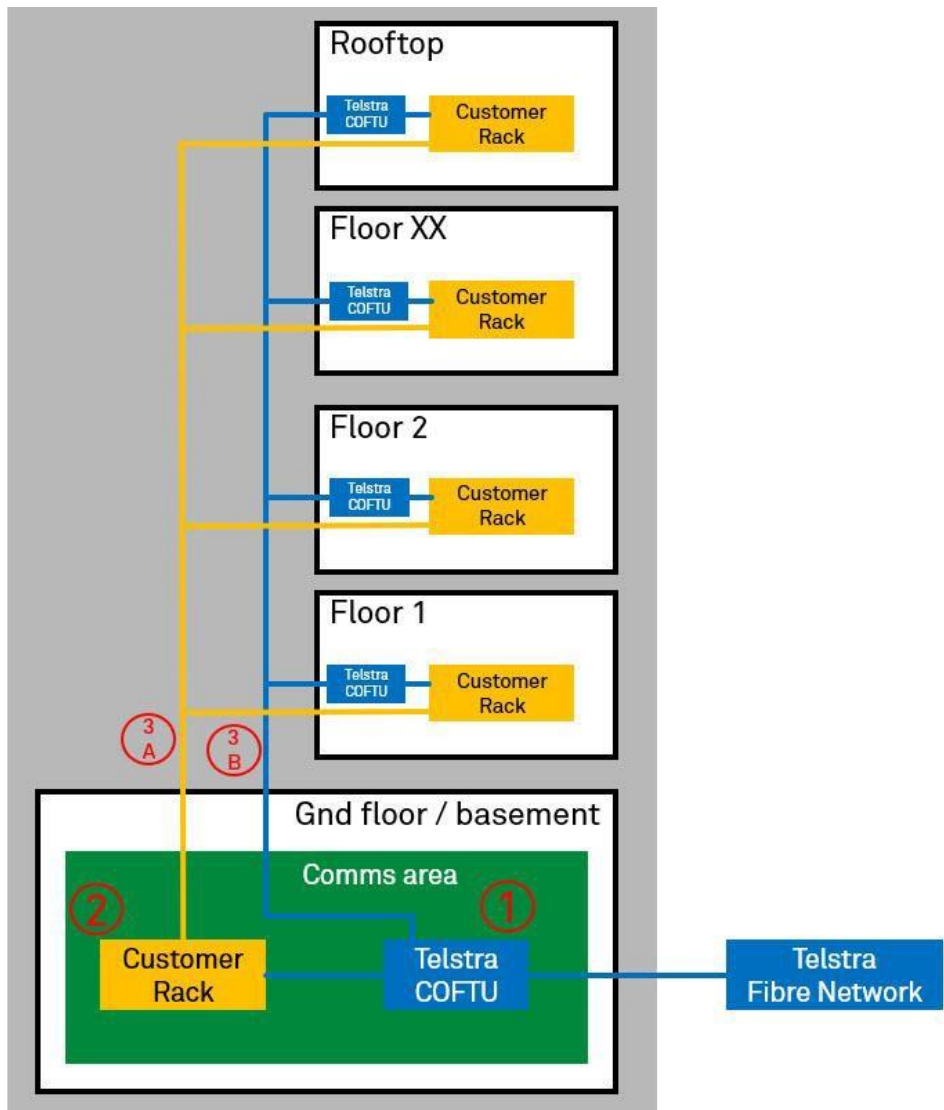 Rooftop
Telstra
COFTU
Customer
Rack
Floor XX
Telstra
COFTU
Customer
Rack
Floor 2
Telstra
COFTU
Customer
Rack
Floor 1
Telstra
COFTU
Customer
Rack
3
A
3
B
Gnd floor / basement
Comms area
2
1
Customer
Rack
Telstra
COFTU
Telstra
Fibre Network